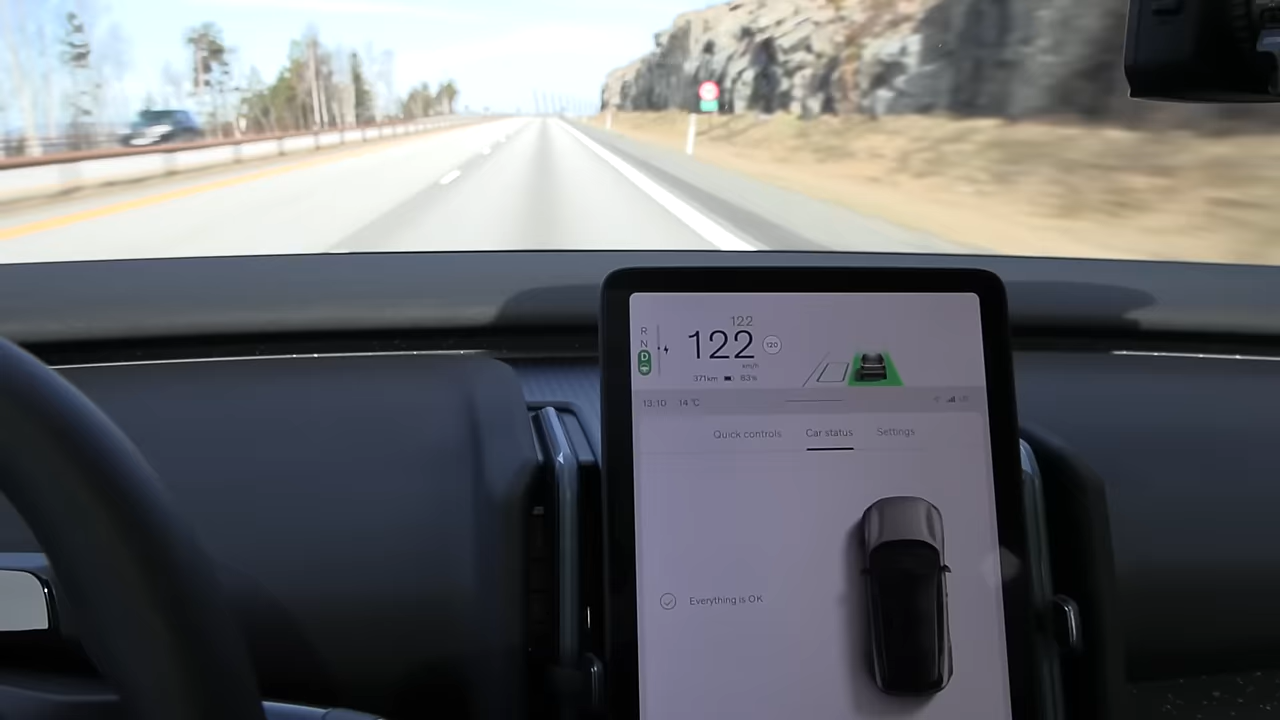 122
R
N
D
122
120
km/h
371km 83%
13:10 14°C
Quick controls Car status Settings
Everything is OK